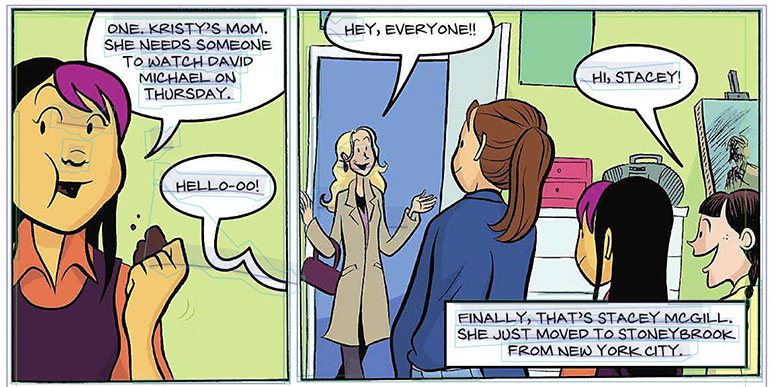 ONE. KRISTY'S MOM.
SHE NEEDS SOMEONE
TO WATCH DAVID
MICHAEL ON
THURSDAY.
HELLO-OO!
HEY, EVERYONE!!
HI, STACEY!
FINALLY, THAT'S STACEY MCGILL.
SHE JUST MOVED TO STONEYBROOK
FROM NEW YORK CITY.